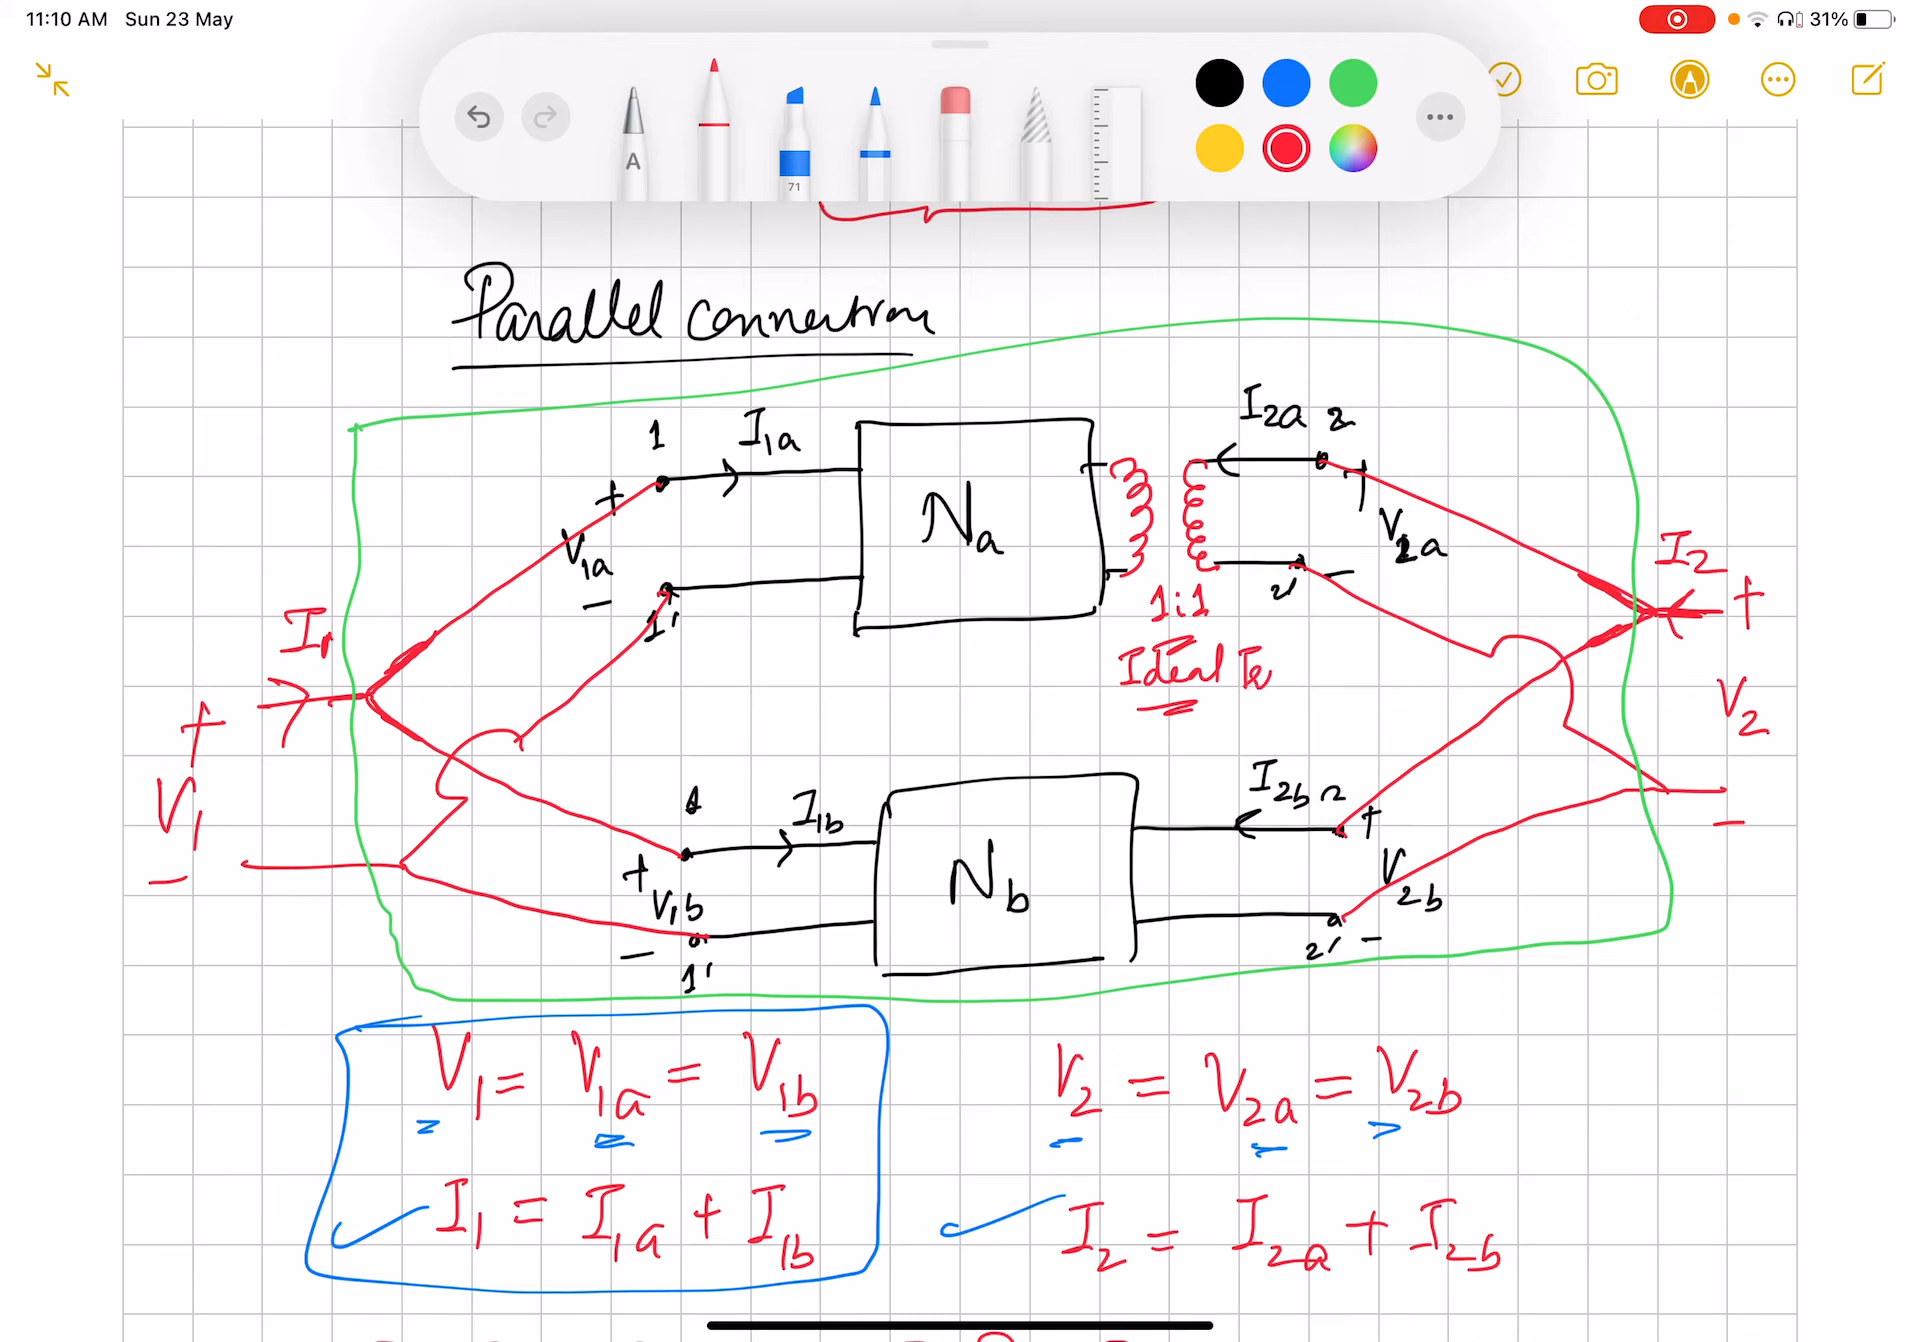 11:10 AM Sun 23 May
31%
A
71
Parallel connection
1 I1a
I2a 2
+
V1a
−
1'
Na
+
V2a
−
2'
1:1
Ideal Tr
I1
I2
+
V1
−
+
V2
−
1 I1b
I2b 2
+
V1b
−
1'
Nb
+
V2b
−
2'
V1 = V1a = V1b
V2 = V2a = V2b
I1 = I1a + I1b
I2 = I2a + I2b